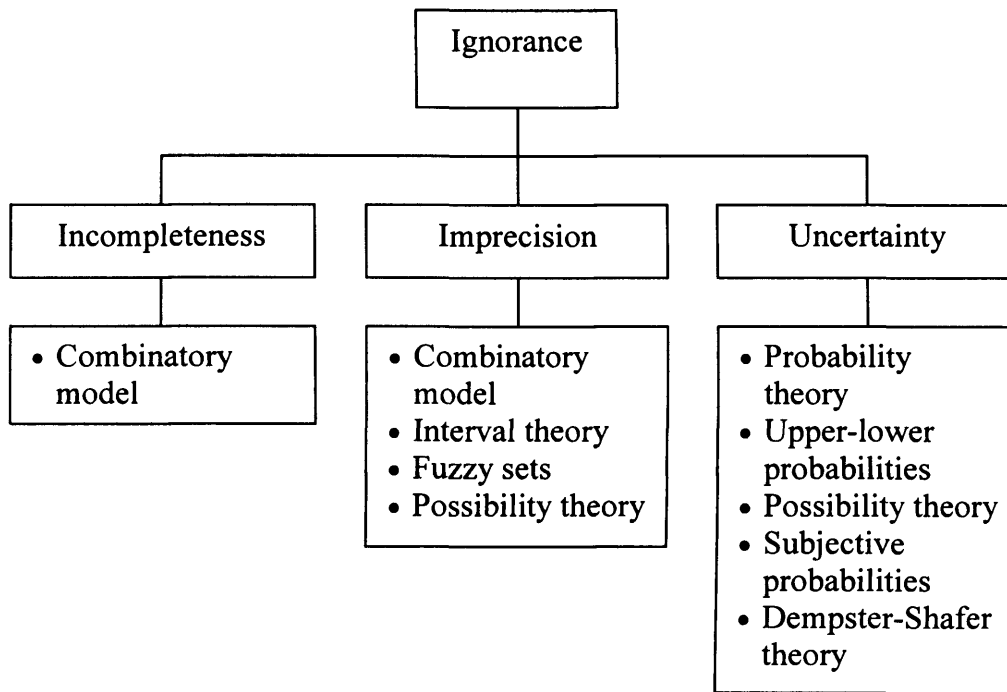 Ignorance
Incompleteness
Imprecision
Uncertainty
• Combinatory
model
• Combinatory
model
• Interval theory
• Fuzzy sets
• Possibility theory
• Probability
theory
• Upper-lower
probabilities
• Possibility theory
• Subjective
probabilities
• Dempster-Shafer
theory